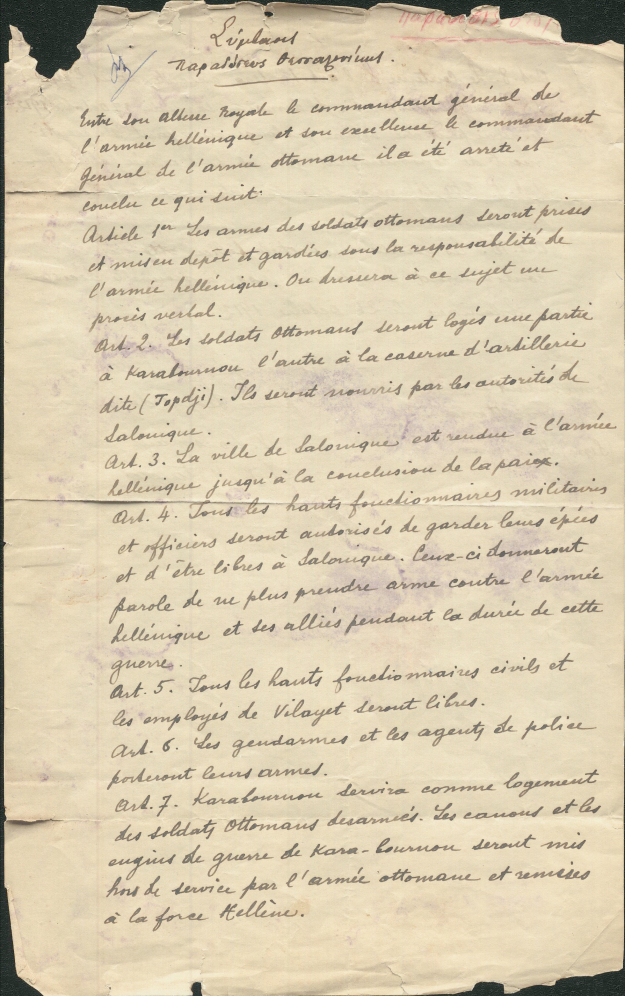 Σύμβασις
παραδόσεως Θεσσαλονίκης.
Entre son Altesse Royale le commandant général de
l'armée hellénique et son excellense le commandant
Général de l'armée ottomane il a été arreté et
conclu ce qui suit.
Article 1er Les armes des soldats ottomans seront prises
et mis en depôt et gardées sous la responsabilité de
l'armée hellénique. On dressera à ce sujet un
procès verbal.
Art. 2. Les soldats Ottomans seront logés une partie
à Karabournou l'autre à la caserne d'artillerie
dite (Topdji). Ils seront nourris par les autorités de
Salonique.
Art. 3. La ville de Salonique est rendue à l'armée
hellénique jusqu'à la conclusion de la paix.
Art. 4. Tous les hauts fonctionnaires militaires
et officiers seront autorisés de garder leurs épées
et d'être libres à Salonique. Ceux-ci donneront
parole de ne plus prendre arme contre l'armée
hellénique et ses alliés pendant la durée de cette
guerre.
Art. 5. Tous les hauts fonctionnaires civils et
les employés de Vilayet seront libres.
Art. 6. Les gendarmes et les agents de police
porteront leurs armes.
Art. 7. Karabournou servira comme logement
des soldats Ottomans desarmés. Les canons et les
engins de guerre de Kara-bournou seront mis
hors de service par l'armée ottomane et remises
à la force Hellène.